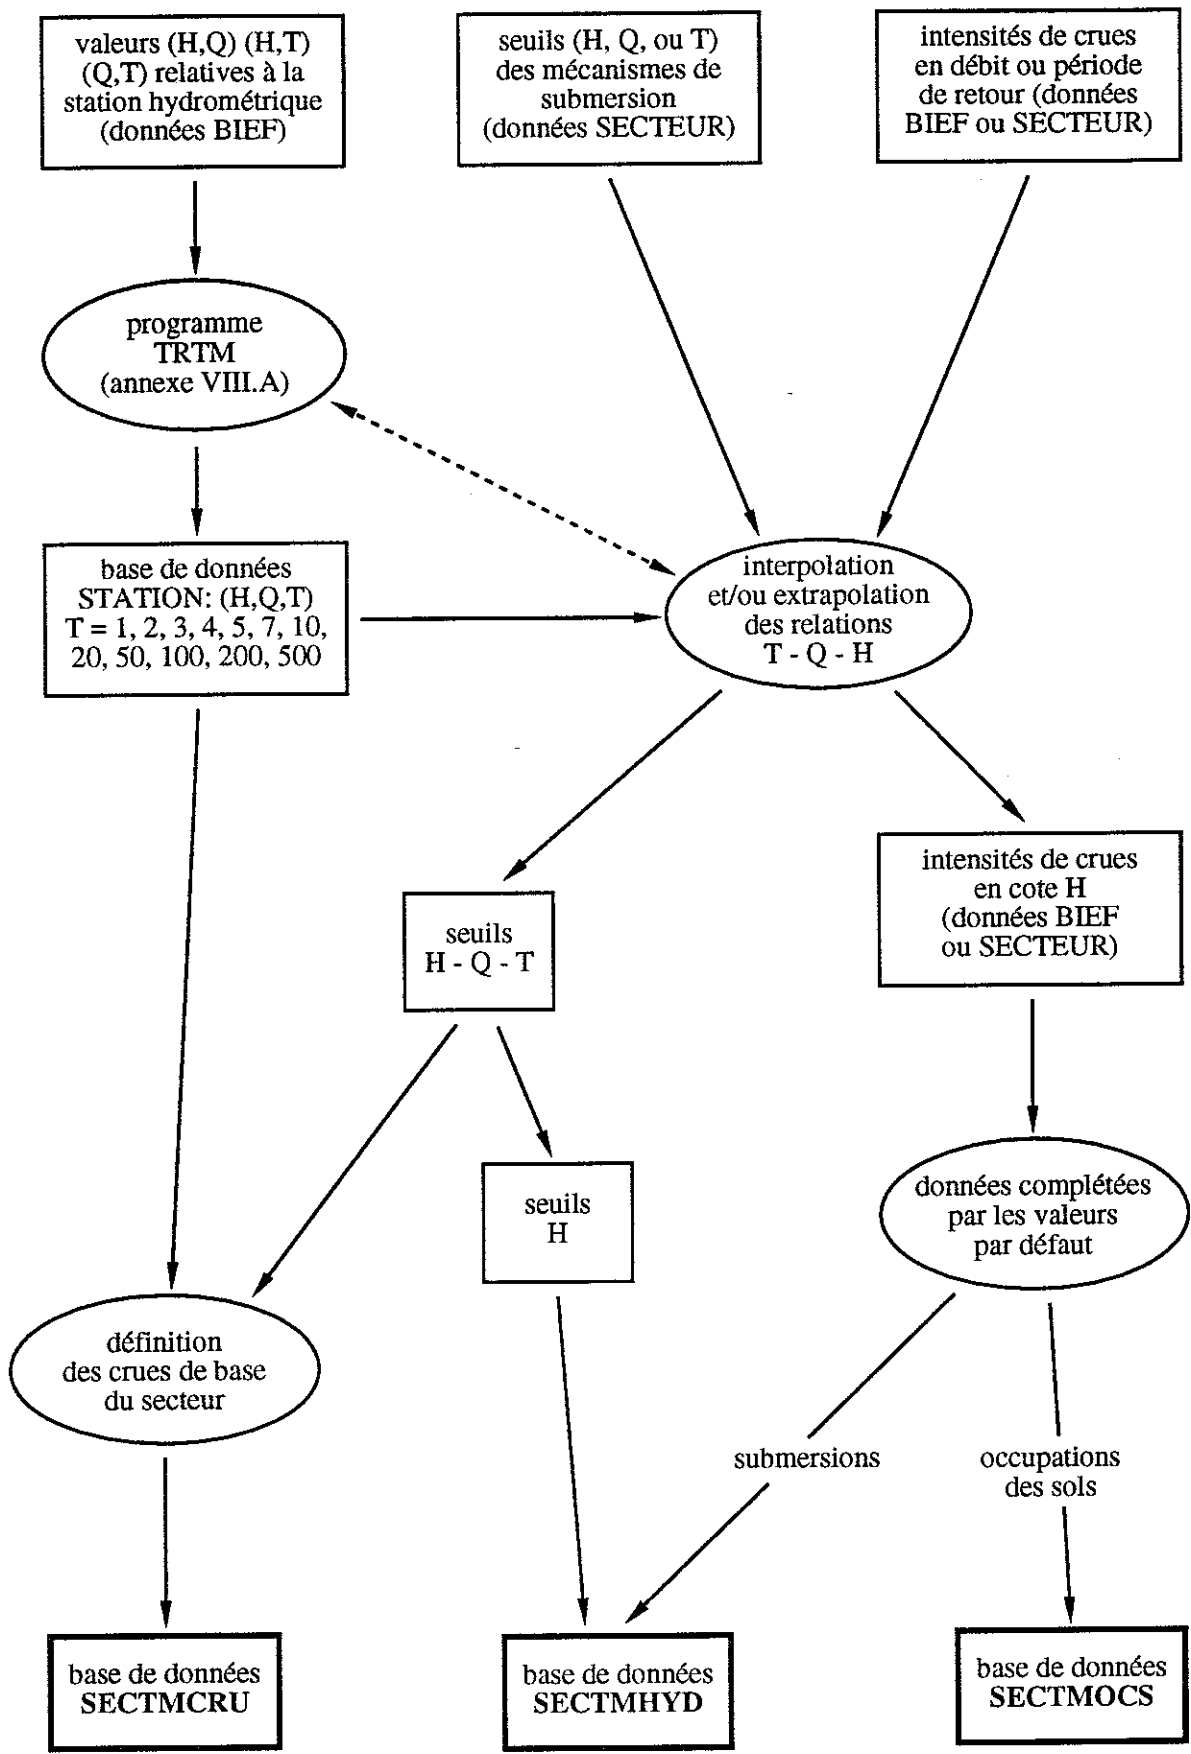 valeurs (H,Q) (H,T)
(Q,T) relatives à la
station hydrométrique
(données BIEF)
seuils (H, Q, ou T)
des mécanismes de
submersion
(données SECTEUR)
intensités de crues
en débit ou période
de retour (données
BIEF ou SECTEUR)
programme
TRTM
(annexe VIII.A)
base de données
STATION: (H,Q,T)
T = 1, 2, 3, 4, 5, 7, 10,
20, 50, 100, 200, 500
interpolation
et/ou extrapolation
des relations
T - Q - H
seuils
H - Q - T
intensités de crues
en cote H
(données BIEF
ou SECTEUR)
seuils
H
données complétées
par les valeurs
par défaut
définition
des crues de base
du secteur
submersions
occupations
des sols
base de données
SECTMCRU
base de données
SECTMHYD
base de données
SECTMOCS